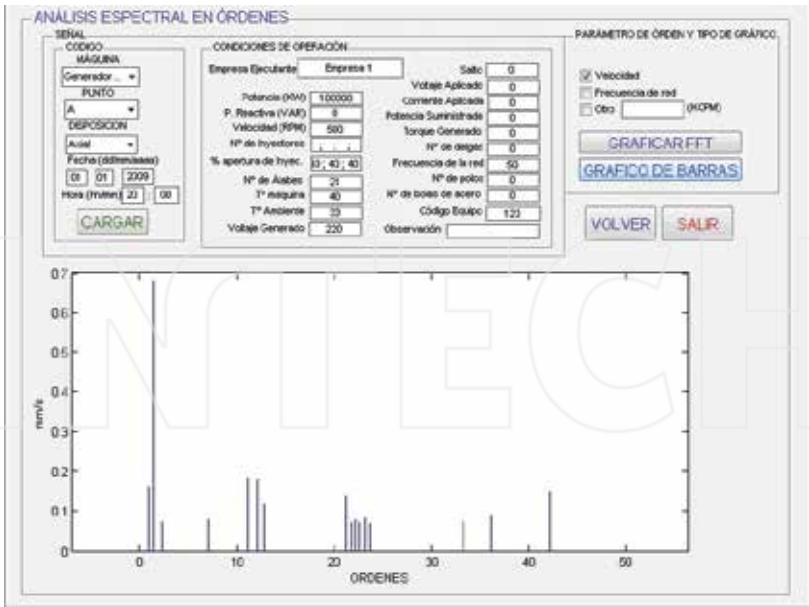 ANÁLISIS ESPECTRAL EN ÓRDENES
SEÑAL
CODIGO
MÁQUINA
Generador ...
PUNTO
A
DISPOSICION
Axial
Fecha (dd/mm/aaaa)
01 01 2009
Hora (hh/mm) 23 : 00
CARGAR
CONDICIONES DE OPERACIÓN
Empresa Ejecutante Empresa 1
Potencia (KW) 100000
P. Reactiva (VAR) 0
Velocidad (RPM) 500
Nº de Inyectores ; ; ;
% apertura de Inyec. ; 40 ; 40
Nº de Álabes 21
Tª maquina 40
Tª Ambiente 23
Voltaje Generado 220
Salto 0
Voltaje Aplicado 0
Corriente Aplicada 0
Potencia Suministrada 0
Torque Generado 0
Nº de delgas 0
Frecuencia de la red 50
Nº de polos 0
Nº de bolas de acero 0
Código Equipo 123
Observación
PARÁMETRO DE ÓRDEN Y TIPO DE GRÁFICO
Velocidad
Frecuencia de red
Otro (KCPM)
GRAFICAR FFT
GRAFICO DE BARRAS
VOLVER SALIR
INTECH
0.7
0.6
0.5
0.4
0.3
0.2
0.1
0
mm/s
0 10 20 30 40 50
ORDENES